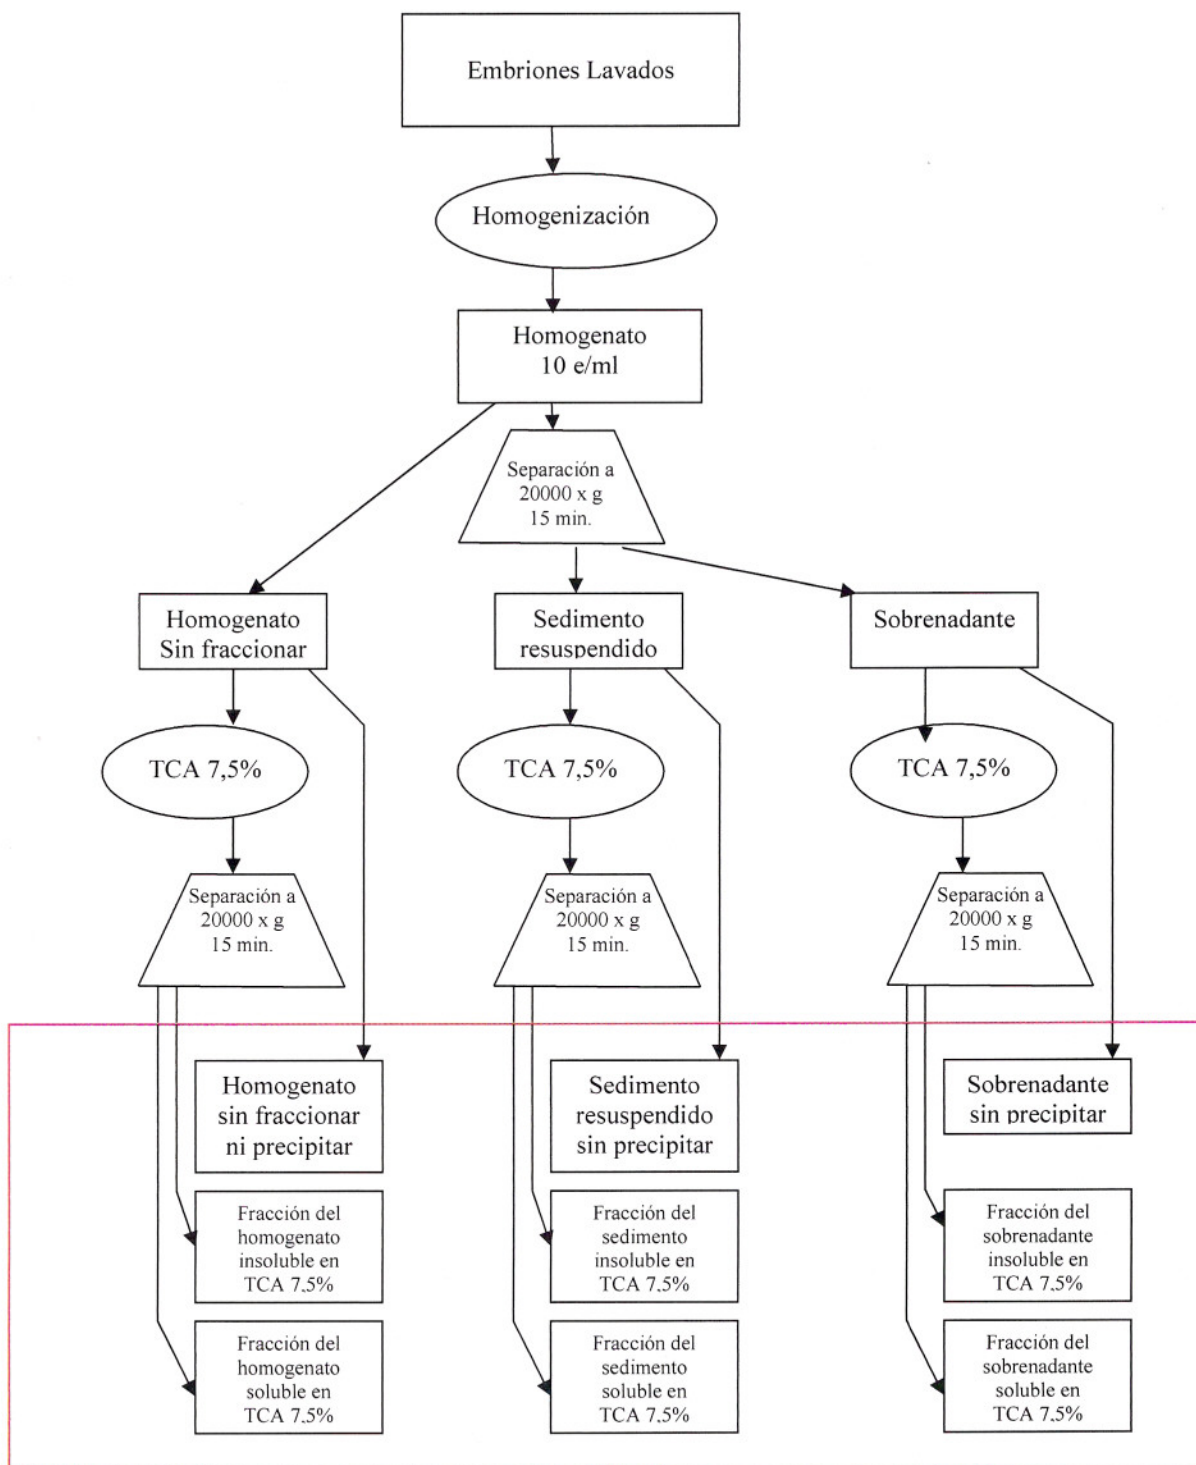 Embriones Lavados
Homogenización
Homogenato
10 e/ml
Separación a
20000 x g
15 min.
Homogenato
Sin fraccionar
Sedimento
resuspendido
Sobrenadante
TCA 7,5%
TCA 7,5%
TCA 7,5%
Separación a
20000 x g
15 min.
Separación a
20000 x g
15 min.
Separación a
20000 x g
15 min.
Homogenato
sin fraccionar
ni precipitar
Sedimento
resuspendido
sin precipitar
Sobrenadante
sin precipitar
Fracción del
homogenato
insoluble en
TCA 7,5%
Fracción del
sedimento
insoluble en
TCA 7,5%
Fracción del
sobrenadante
insoluble en
TCA 7,5%
Fracción del
homogenato
soluble en
TCA 7,5%
Fracción del
sedimento
soluble en
TCA 7,5%
Fracción del
sobrenadante
soluble en
TCA 7,5%